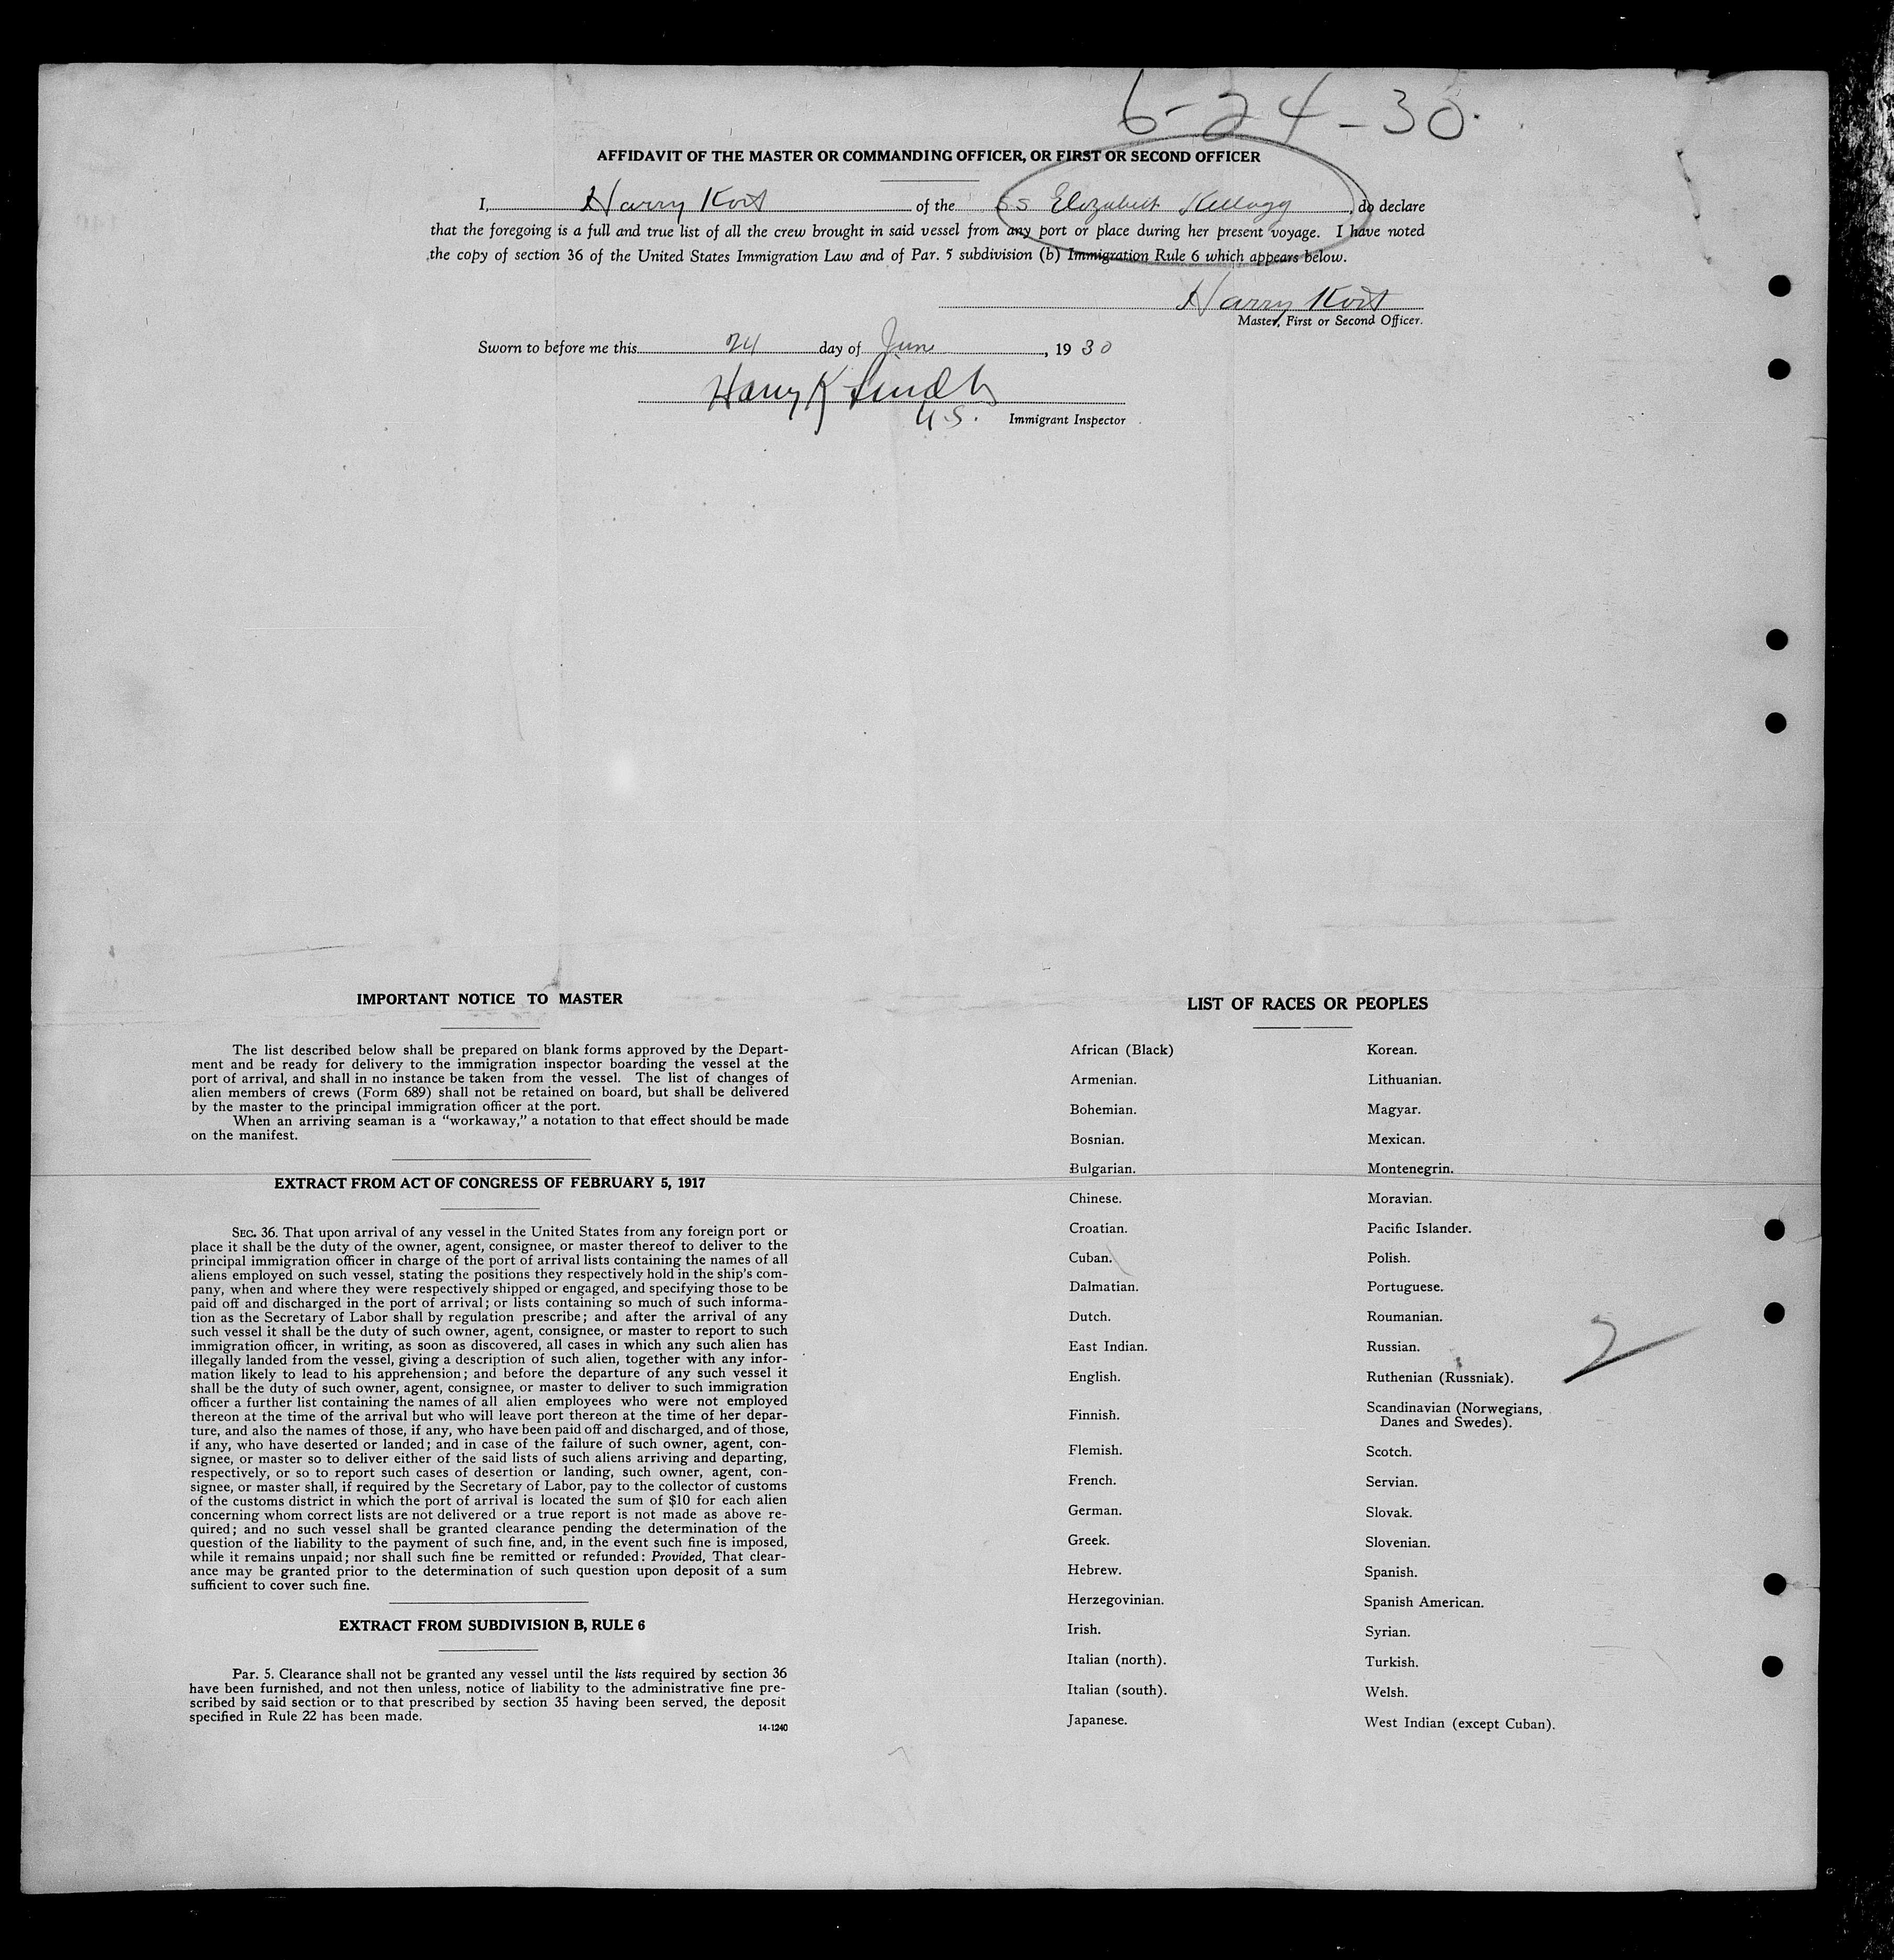 6-24-30.
AFFIDAVIT OF THE MASTER OR COMMANDING OFFICER, OR FIRST OR SECOND OFFICER
I, Harry of the SS Elizabeth Kellogg, do declare
that the foregoing is a full and true list of all the crew brought in said vessel from any port or place during her present voyage. I have noted
the copy of section 36 of the United States Immigration Law and of Par. 5 subdivision (b) Immigration Rule 6 which appears below.
Harry
Master, First or Second Officer.
Sworn to before me this 24 day of June, 1930
Harry K
U.S. Immigrant Inspector
IMPORTANT NOTICE TO MASTER
The list described below shall be prepared on blank forms approved by the Depart-
ment and be ready for delivery to the immigration inspector boarding the vessel at the
port of arrival, and shall in no instance be taken from the vessel. The list of changes of
alien members of crews (Form 689) shall not be retained on board, but shall be delivered
by the master to the principal immigration officer at the port.
When an arriving seaman is a "workaway," a notation to that effect should be made
on the manifest.
EXTRACT FROM ACT OF CONGRESS OF FEBRUARY 5, 1917
SEC. 36. That upon arrival of any vessel in the United States from any foreign port or
place it shall be the duty of the owner, agent, consignee, or master thereof to deliver to the
principal immigration officer in charge of the port of arrival lists containing the names of all
aliens employed on such vessel, stating the positions they respectively hold in the ship's com-
pany, when and where they were respectively shipped or engaged, and specifying those to be
paid off and discharged in the port of arrival; or lists containing so much of such informa-
tion as the Secretary of Labor shall by regulation prescribe; and after the arrival of any
such vessel it shall be the duty of such owner, agent, consignee, or master to report to such
immigration officer, in writing, as soon as discovered, all cases in which any such alien has
illegally landed from the vessel, giving a description of such alien, together with any infor-
mation likely to lead to his apprehension; and before the departure of any such vessel it
shall be the duty of such owner, agent, consignee, or master to deliver to such immigration
officer a further list containing the names of all alien employees who were not employed
thereon at the time of the arrival but who will leave port thereon at the time of her depar-
ture, and also the names of those, if any, who have been paid off and discharged, and of those,
if any, who have deserted or landed; and in case of the failure of such owner, agent, con-
signee, or master so to deliver either of the said lists of such aliens arriving and departing,
respectively, or so to report such cases of desertion or landing, such owner, agent, con-
signee, or master shall, if required by the Secretary of Labor, pay to the collector of customs
of the customs district in which the port of arrival is located the sum of $10 for each alien
concerning whom correct lists are not delivered or a true report is not made as above re-
quired; and no such vessel shall be granted clearance pending the determination of the
question of the liability to the payment of such fine, and, in the event such fine is imposed,
while it remains unpaid; nor shall such fine be remitted or refunded: Provided, That clear-
ance may be granted prior to the determination of such question upon deposit of a sum
sufficient to cover such fine.
EXTRACT FROM SUBDIVISION B, RULE 6
Par. 5. Clearance shall not be granted any vessel until the lists required by section 36
have been furnished, and not then unless, notice of liability to the administrative fine pre-
scribed by said section or to that prescribed by section 35 having been served, the deposit
specified in Rule 22 has been made.
14-1240
LIST OF RACES OR PEOPLES
African (Black)
Armenian.
Bohemian.
Bosnian.
Bulgarian.
Chinese.
Croatian.
Cuban.
Dalmatian.
Dutch.
East Indian.
English.
Finnish.
Flemish.
French.
German.
Greek.
Hebrew.
Herzegovinian.
Irish.
Italian (north).
Italian (south).
Japanese.
Korean.
Lithuanian.
Magyar.
Mexican.
Montenegrin.
Moravian.
Pacific Islander.
Polish.
Portuguese.
Roumanian.
Russian.
Ruthenian (Russniak).
Scandinavian (Norwegians,
Danes and Swedes).
Scotch.
Servian.
Slovak.
Slovenian.
Spanish.
Spanish American.
Syrian.
Turkish.
Welsh.
West Indian (except Cuban).
2